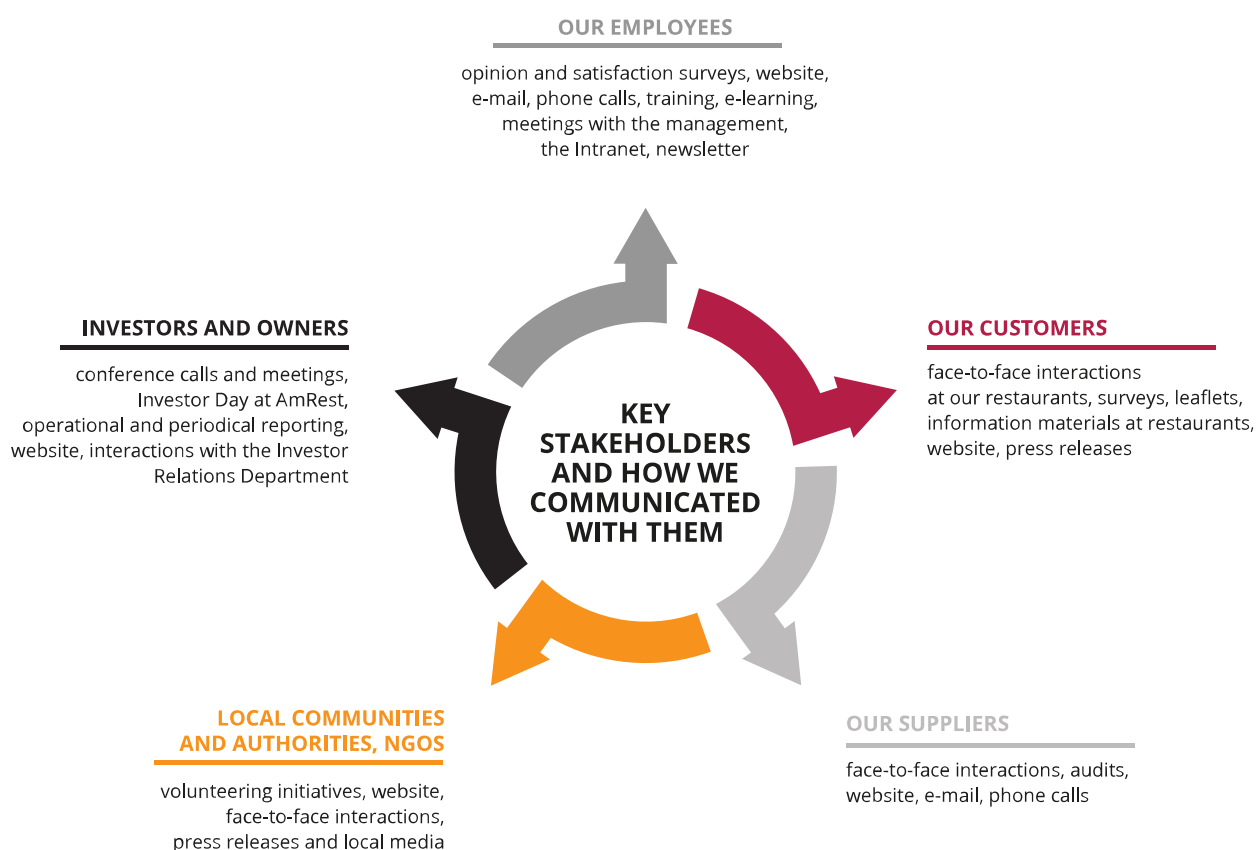 OUR EMPLOYEES
opinion and satisfaction surveys, website,
e-mail, phone calls, training, e-learning,
meetings with the management,
the Intranet, newsletter
INVESTORS AND OWNERS
conference calls and meetings,
Investor Day at AmRest,
operational and periodical reporting,
website, interactions with the Investor
Relations Department
KEY
STAKEHOLDERS
AND HOW WE
COMMUNICATED
WITH THEM
OUR CUSTOMERS
face-to-face interactions
at our restaurants, surveys, leaflets,
information materials at restaurants,
website, press releases
LOCAL COMMUNITIES
AND AUTHORITIES, NGOS
volunteering initiatives, website,
face-to-face interactions,
press releases and local media
OUR SUPPLIERS
face-to-face interactions, audits,
website, e-mail, phone calls